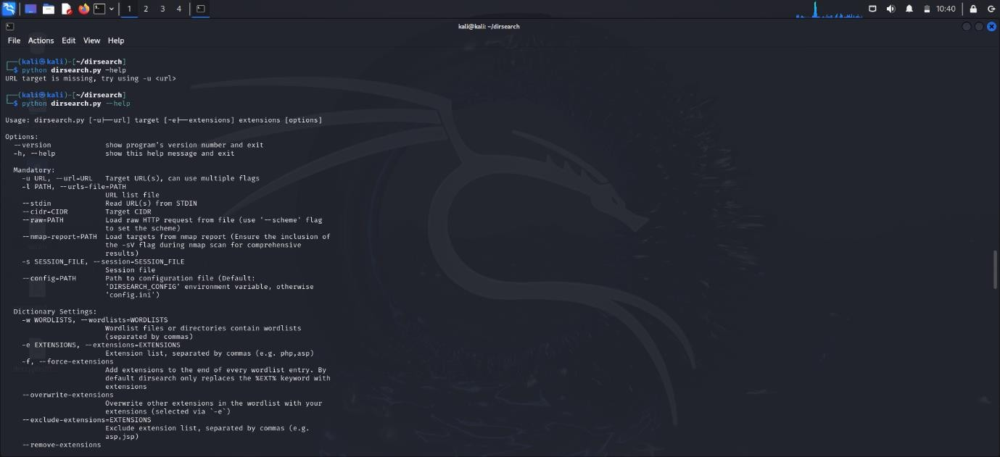 1 2 3 4
10:40
kali@kali: ~/dirsearch
File Actions Edit View Help
┌──(kali㉿kali)-[~/dirsearch]
└─$ python dirsearch.py -help
URL target is missing, try using -u <url>
┌──(kali㉿kali)-[~/dirsearch]
└─$ python dirsearch.py --help
Usage: dirsearch.py [-u|--url] target [-e|--extensions] extensions [options]
Options:
--version show program's version number and exit
-h, --help show this help message and exit
Mandatory:
-u URL, --url=URL Target URL(s), can use multiple flags
-l PATH, --urls-file=PATH
URL list file
--stdin Read URL(s) from STDIN
--cidr=CIDR Target CIDR
--raw=PATH Load raw HTTP request from file (use '--scheme' flag
to set the scheme)
--nmap-report=PATH Load targets from nmap report (Ensure the inclusion of
the -sV flag during nmap scan for comprehensive
results)
-s SESSION_FILE, --session=SESSION_FILE
Session file
--config=PATH Path to configuration file (Default:
'DIRSEARCH_CONFIG' environment variable, otherwise
'config.ini')
Dictionary Settings:
-w WORDLISTS, --wordlists=WORDLISTS
Wordlist files or directories contain wordlists
(separated by commas)
-e EXTENSIONS, --extensions=EXTENSIONS
Extension list, separated by commas (e.g. php,asp)
-f, --force-extensions
Add extensions to the end of every wordlist entry. By
default dirsearch only replaces the %EXT% keyword with
extensions
--overwrite-extensions
Overwrite other extensions in the wordlist with your
extensions (selected via `-e`)
--exclude-extensions=EXTENSIONS
Exclude extension list, separated by commas (e.g.
asp,jsp)
--remove-extensions